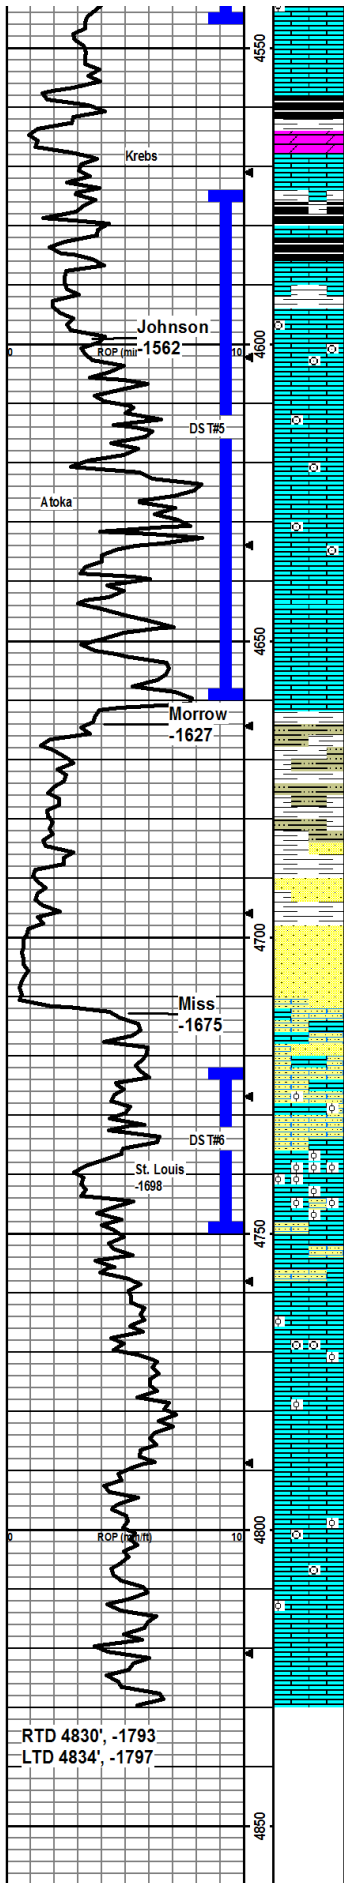 4550
Krebs
Johnson
-1562
0
ROP (mir
10
4600
DST#5
Atoka
4650
Morrow
-1627
4700
Miss
-1675
DST#6
St. Louis
-1698
4750
0
ROP (min/ft)
10
4800
RTD 4830', -1793
LTD 4834', -1797
4850